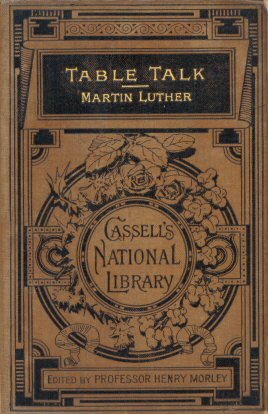 TABLE TALK
MARTIN LUTHER
CASSELL'S
NATIONAL
LIBRARY
EDITED BY PROFESSOR HENRY MORLEY